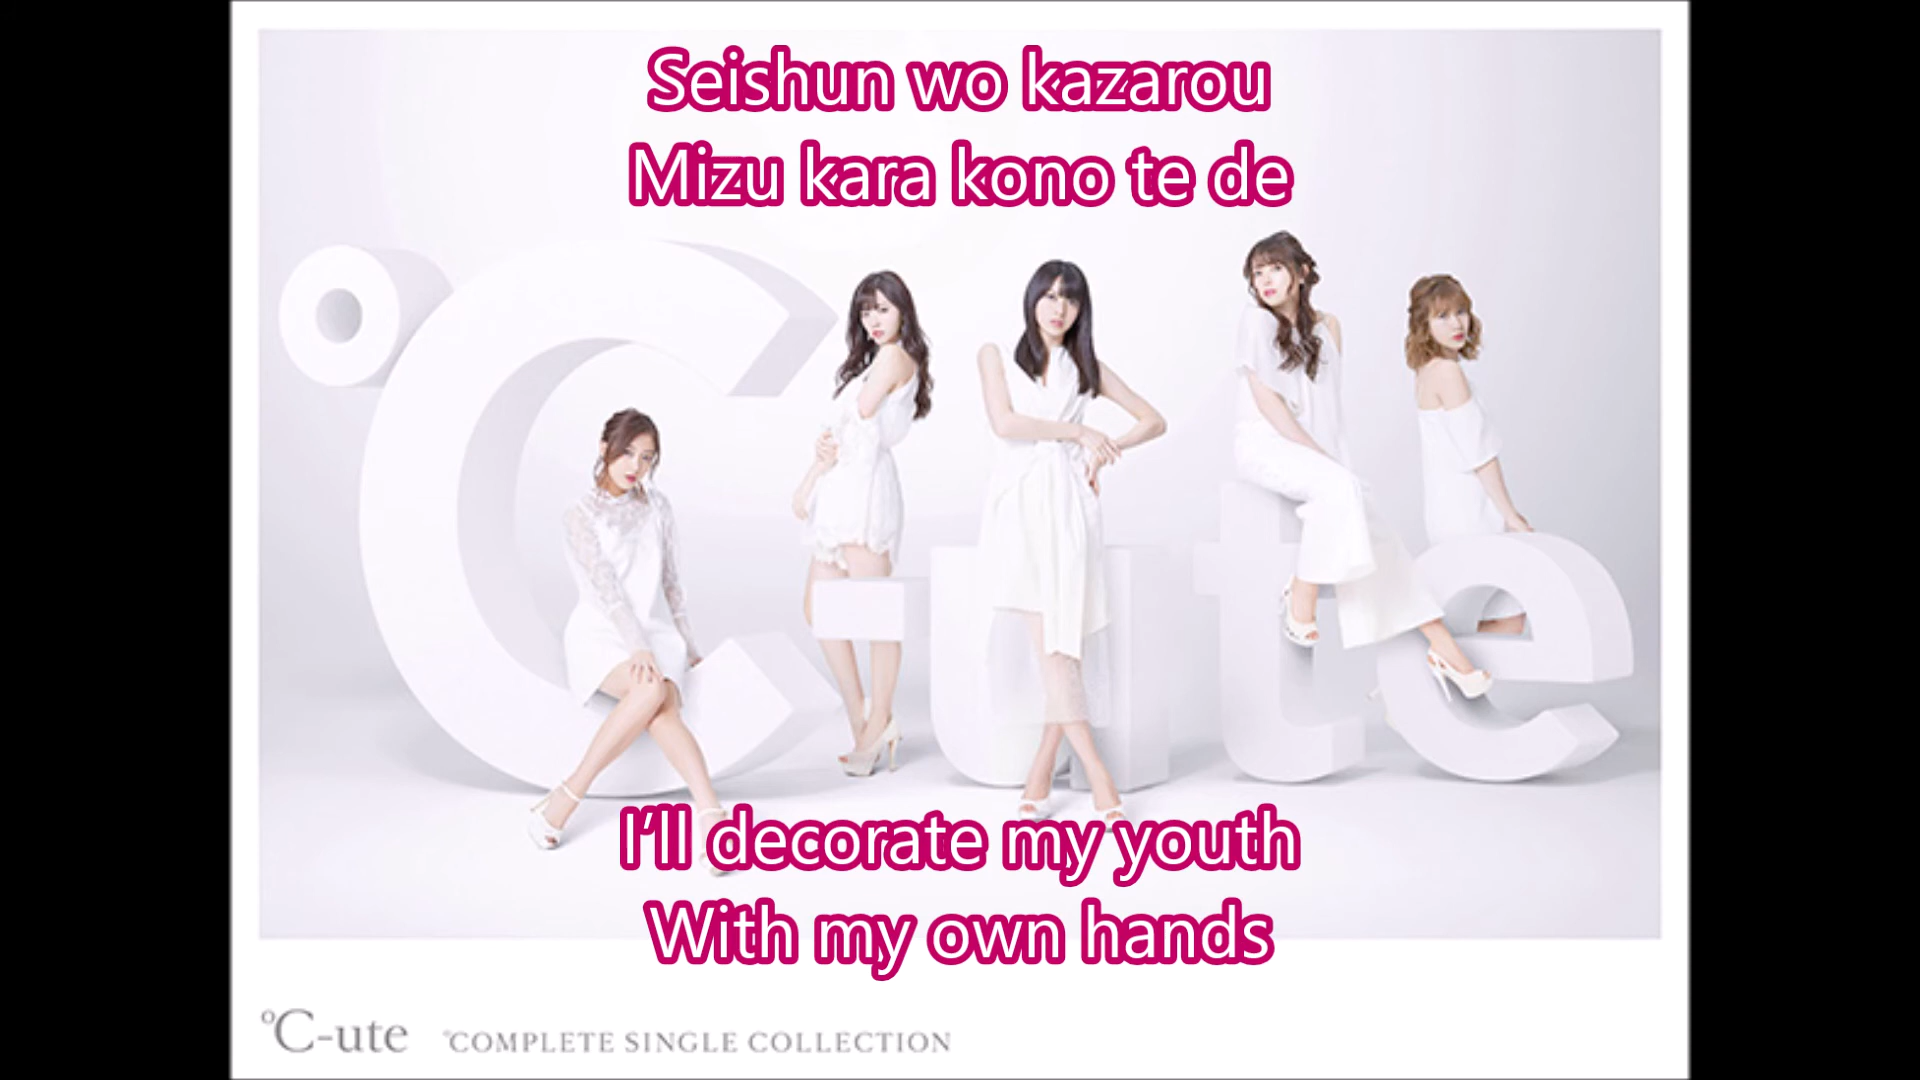 Seishun wo kazarou
Mizu kara kono te de
°C-ute
I'll decorate my youth
With my own hands
°C-ute °COMPLETE SINGLE COLLECTION